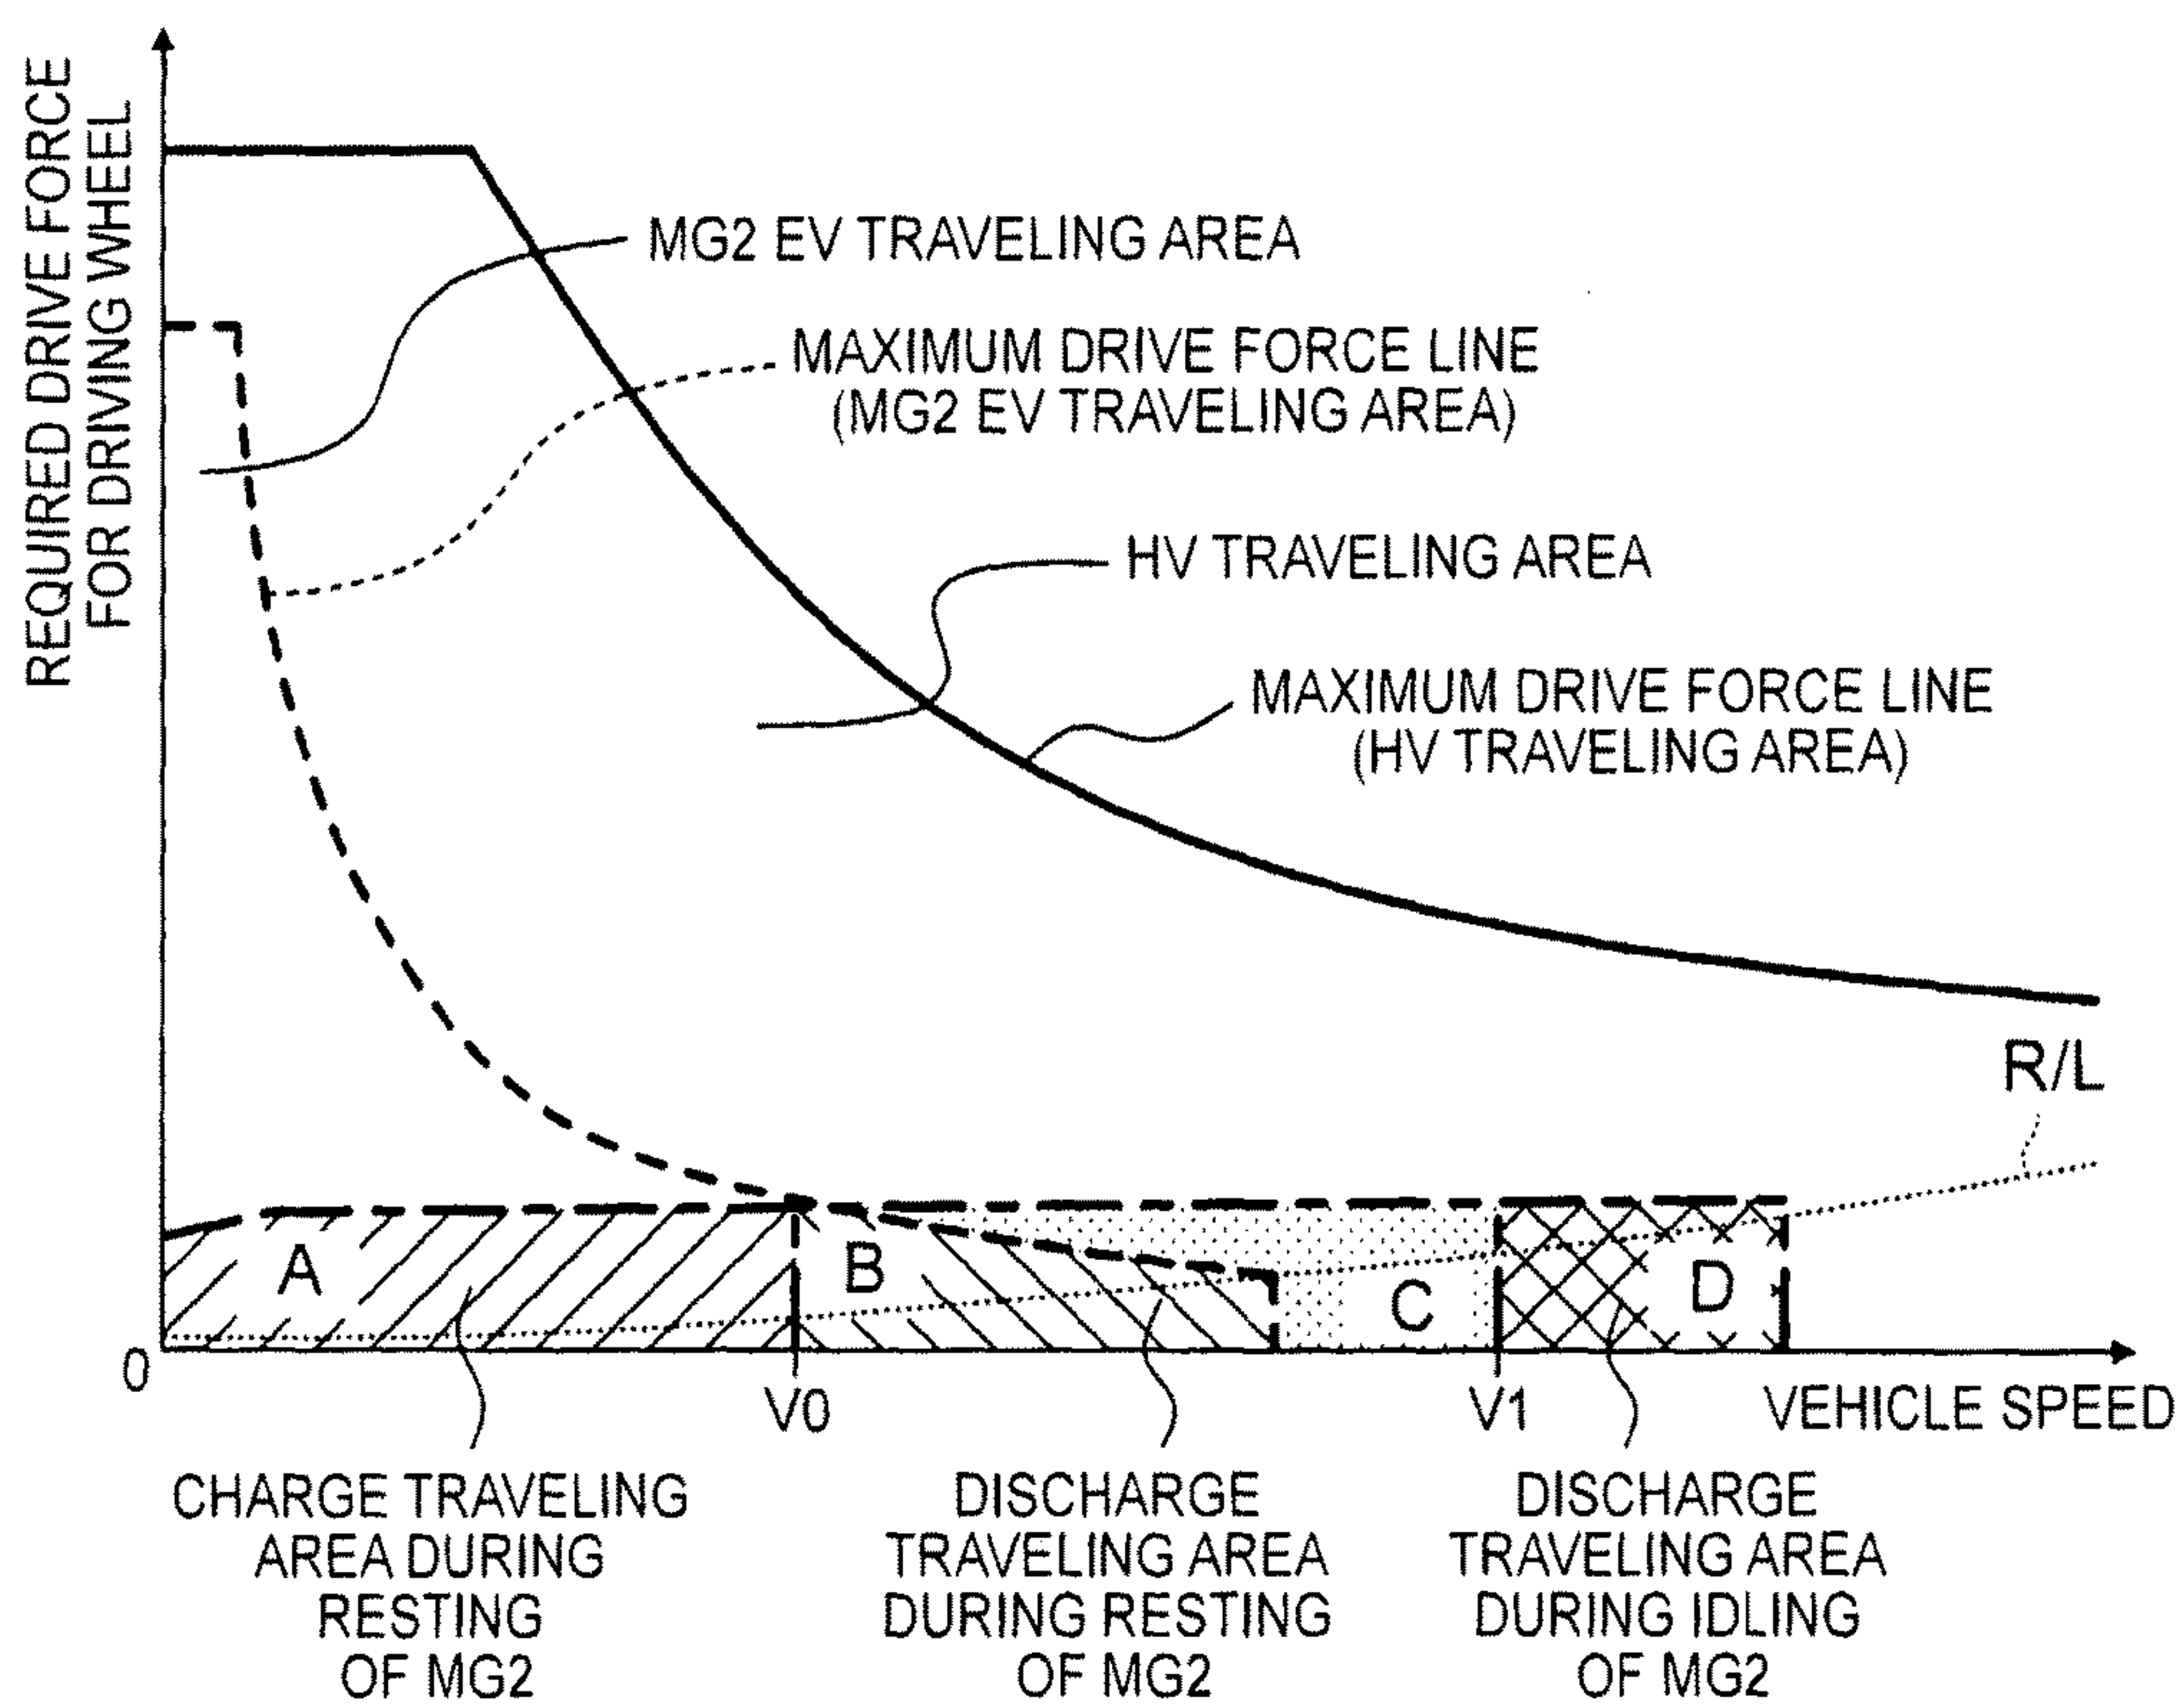 REQUIRED DRIVE FORCE
FOR DRIVING WHEEL
MG2 EV TRAVELING AREA
MAXIMUM DRIVE FORCE LINE
(MG2 EV TRAVELING AREA)
HV TRAVELING AREA
MAXIMUM DRIVE FORCE LINE
(HV TRAVELING AREA)
R/L
A
B
C
D
0
V0
V1
VEHICLE SPEED
CHARGE TRAVELING
AREA DURING
RESTING
OF MG2
DISCHARGE
TRAVELING AREA
DURING RESTING
OF MG2
DISCHARGE
TRAVELING AREA
DURING IDLING
OF MG2